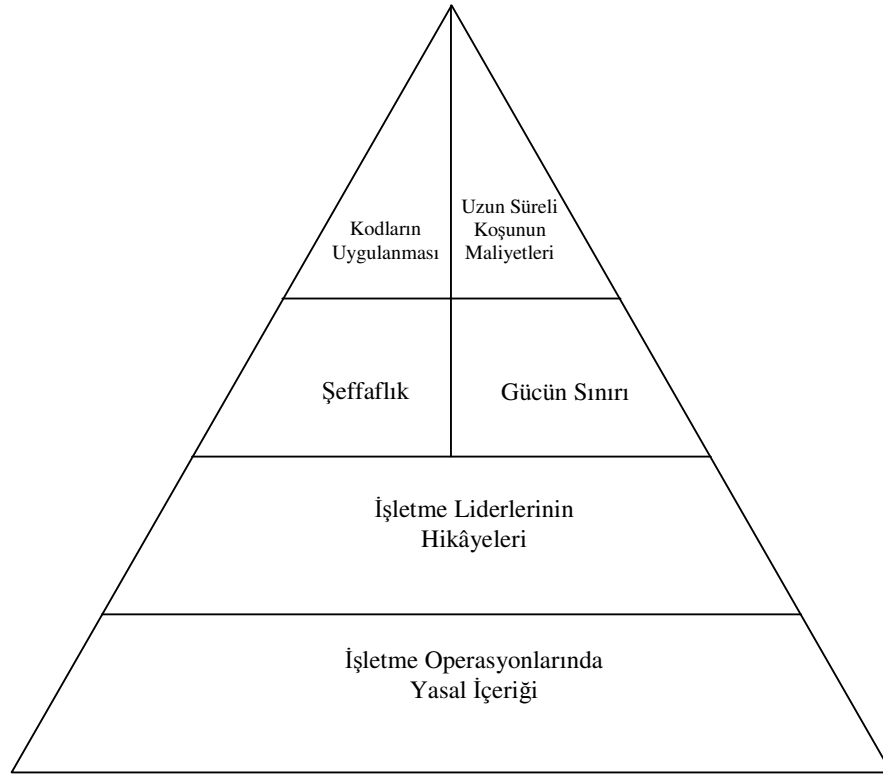 Kodların
Uygulanması
Uzun Süreli
Koşunun
Maliyetleri
Şeffaflık
Gücün Sınırı
İşletme Liderlerinin
Hikâyeleri
İşletme Operasyonlarında
Yasal İçeriği